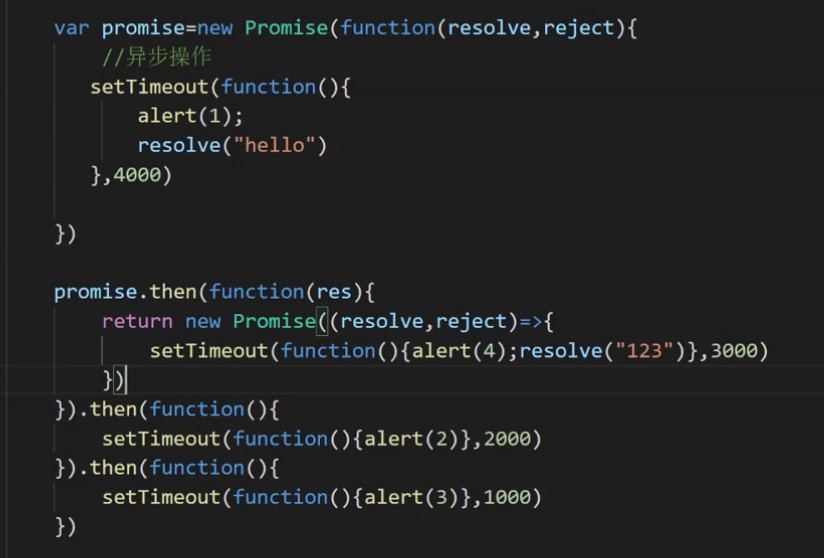 var promise=new Promise(function(resolve,reject){
//异步操作
setTimeout(function(){
alert(1);
resolve("hello")
},4000)
})
promise.then(function(res){
return new Promise((resolve,reject)=>{
setTimeout(function(){alert(4);resolve("123")},3000)
})
}).then(function(){
setTimeout(function(){alert(2)},2000)
}).then(function(){
setTimeout(function(){alert(3)},1000)
})